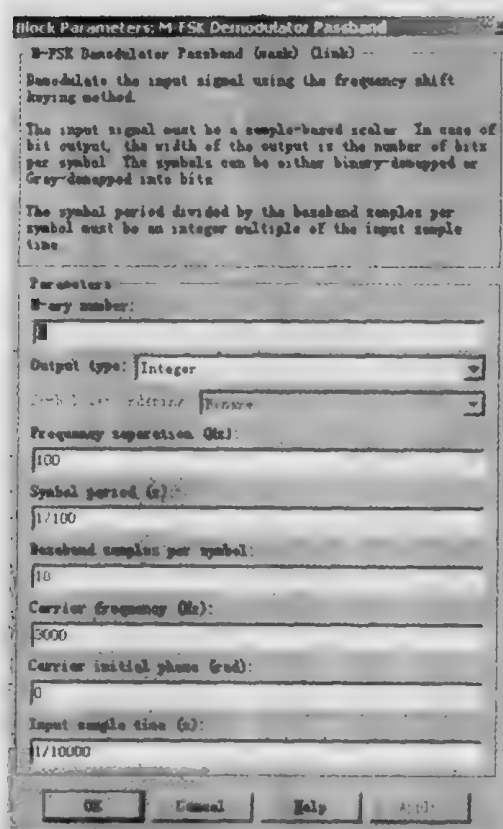 Block Parameters: M-FSK Demodulator Passband
M-FSK Demodulator Passband (mask) (link)
Demodulate the input signal using the frequency shift
keying method.
The input signal must be a sample-based scalar. In case of
bit output, the width of the output is the number of bits
per symbol. The symbols can be either binary-demapped or
Gray-demapped into bits
The symbol period divided by the baseband samples per
symbol must be an integer multiple of the input sample
time
Parameters
M-ary number:
Output type: Integer
Binary
Frequency separation (Hz):
100
Symbol period (s):
1/100
Baseband samples per symbol:
10
Carrier frequency (Hz):
3000
Carrier initial phase (rad):
0
Input sample time (s):
1/10000
OK Cancel Help Apply